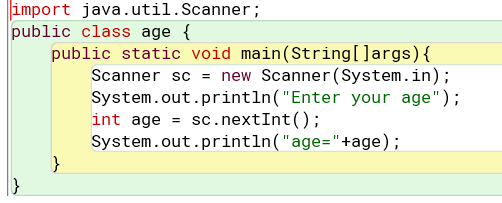 import java.util.Scanner;
public class age {
    public static void main(String[]args){
        Scanner sc = new Scanner(System.in);
        System.out.println("Enter your age");
        int age = sc.nextInt();
        System.out.println("age="+age);
    }
}